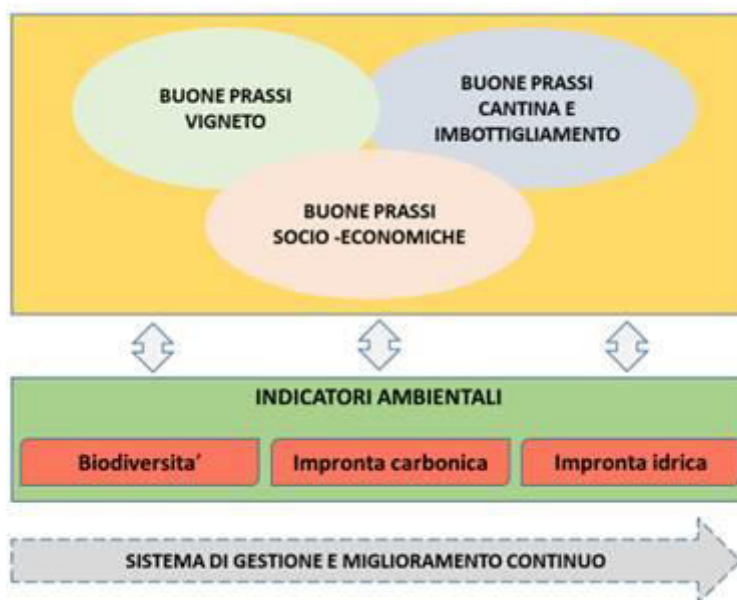 BUONE PRASSI
VIGNETO
BUONE PRASSI
CANTINA E
IMBOTTIGLIAMENTO
BUONE PRASSI
SOCIO -ECONOMICHE
INDICATORI AMBIENTALI
Biodiversita´
Impronta carbonica
Impronta idrica
SISTEMA DI GESTIONE E MIGLIORAMENTO CONTINUO